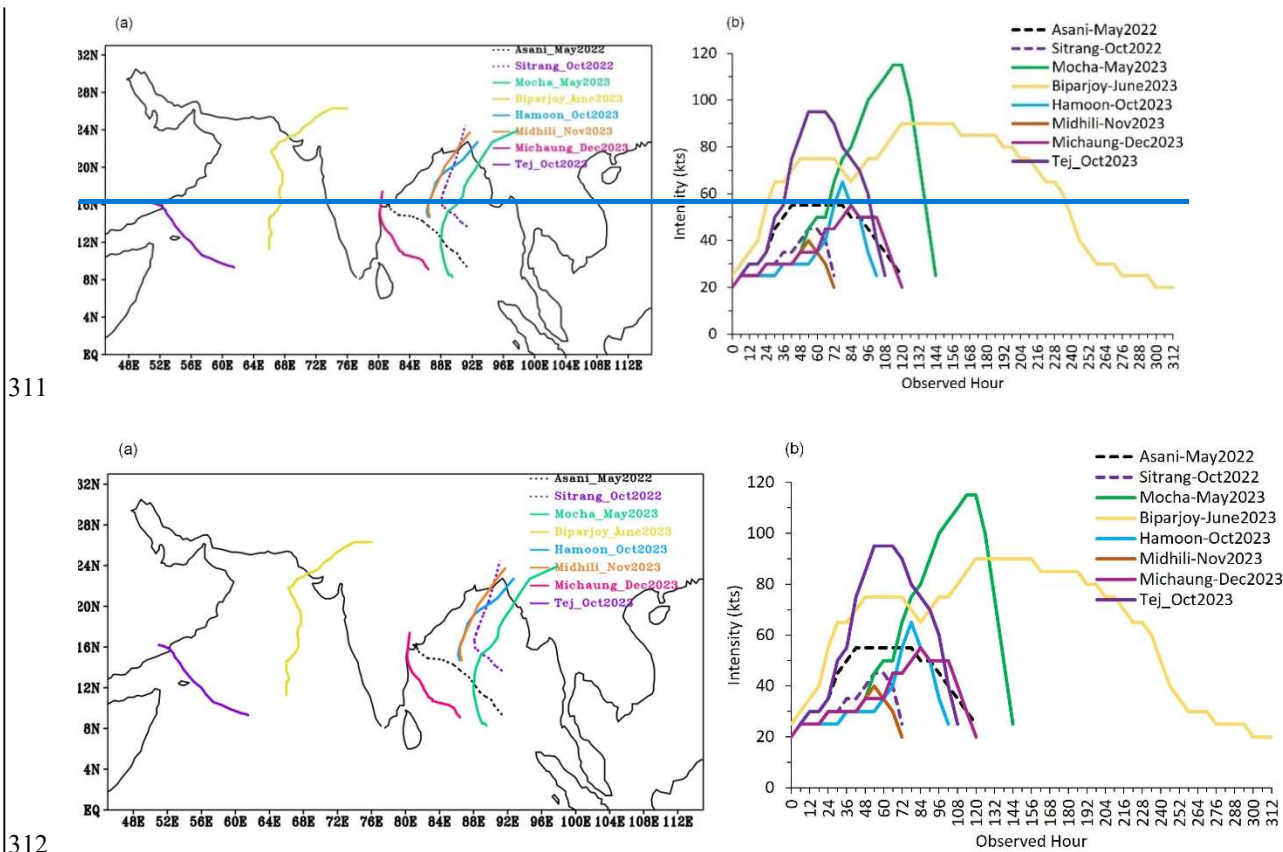 (a)
32N
28N
24N
20N
16N
12N
8N
4N
EQ
48E 52E 56E 60E 64E 68E 72E 76E 80E 84E 88E 92E 96E 100E 104E 108E 112E
Asani_May2022
Sitrang_Oct2022
Mocha_May2023
Biparjoy_June2023
Hamoon_Oct2023
Midhili_Nov2023
Michaung_Dec2023
Tej_Oct2023
(b)
Asani-May2022
Sitrang-Oct2022
Mocha-May2023
Biparjoy-June2023
Hamoon-Oct2023
Midhili-Nov2023
Michaung-Dec2023
Tej_Oct2023
Intensity (kts)
120
100
80
60
40
20
0
0 24 36 48 60 72 84 96 120 132 144 156 168 180 192 204 216 228 240 252 264 276 288 300 312
Observed Hour
311
(a)
32N
28N
24N
20N
16N
12N
8N
4N
EQ
48E 52E 56E 60E 64E 68E 72E 76E 80E 84E 88E 92E 96E 100E 104E 108E 112E
Asani_May2022
Sitrang_Oct2022
Mocha_May2023
Biparjoy_June2023
Hamoon_Oct2023
Midhili_Nov2023
Michaung_Dec2023
Tej_Oct2023
(b)
Asani-May2022
Sitrang-Oct2022
Mocha-May2023
Biparjoy-June2023
Hamoon-Oct2023
Midhili-Nov2023
Michaung-Dec2023
Tej_Oct2023
Intensity (kts)
120
100
80
60
40
20
0
0 12 24 36 48 60 72 84 96 108 120 132 144 156 168 180 192 204 216 228 240 252 264 276 288 300 312
Observed Hour
312